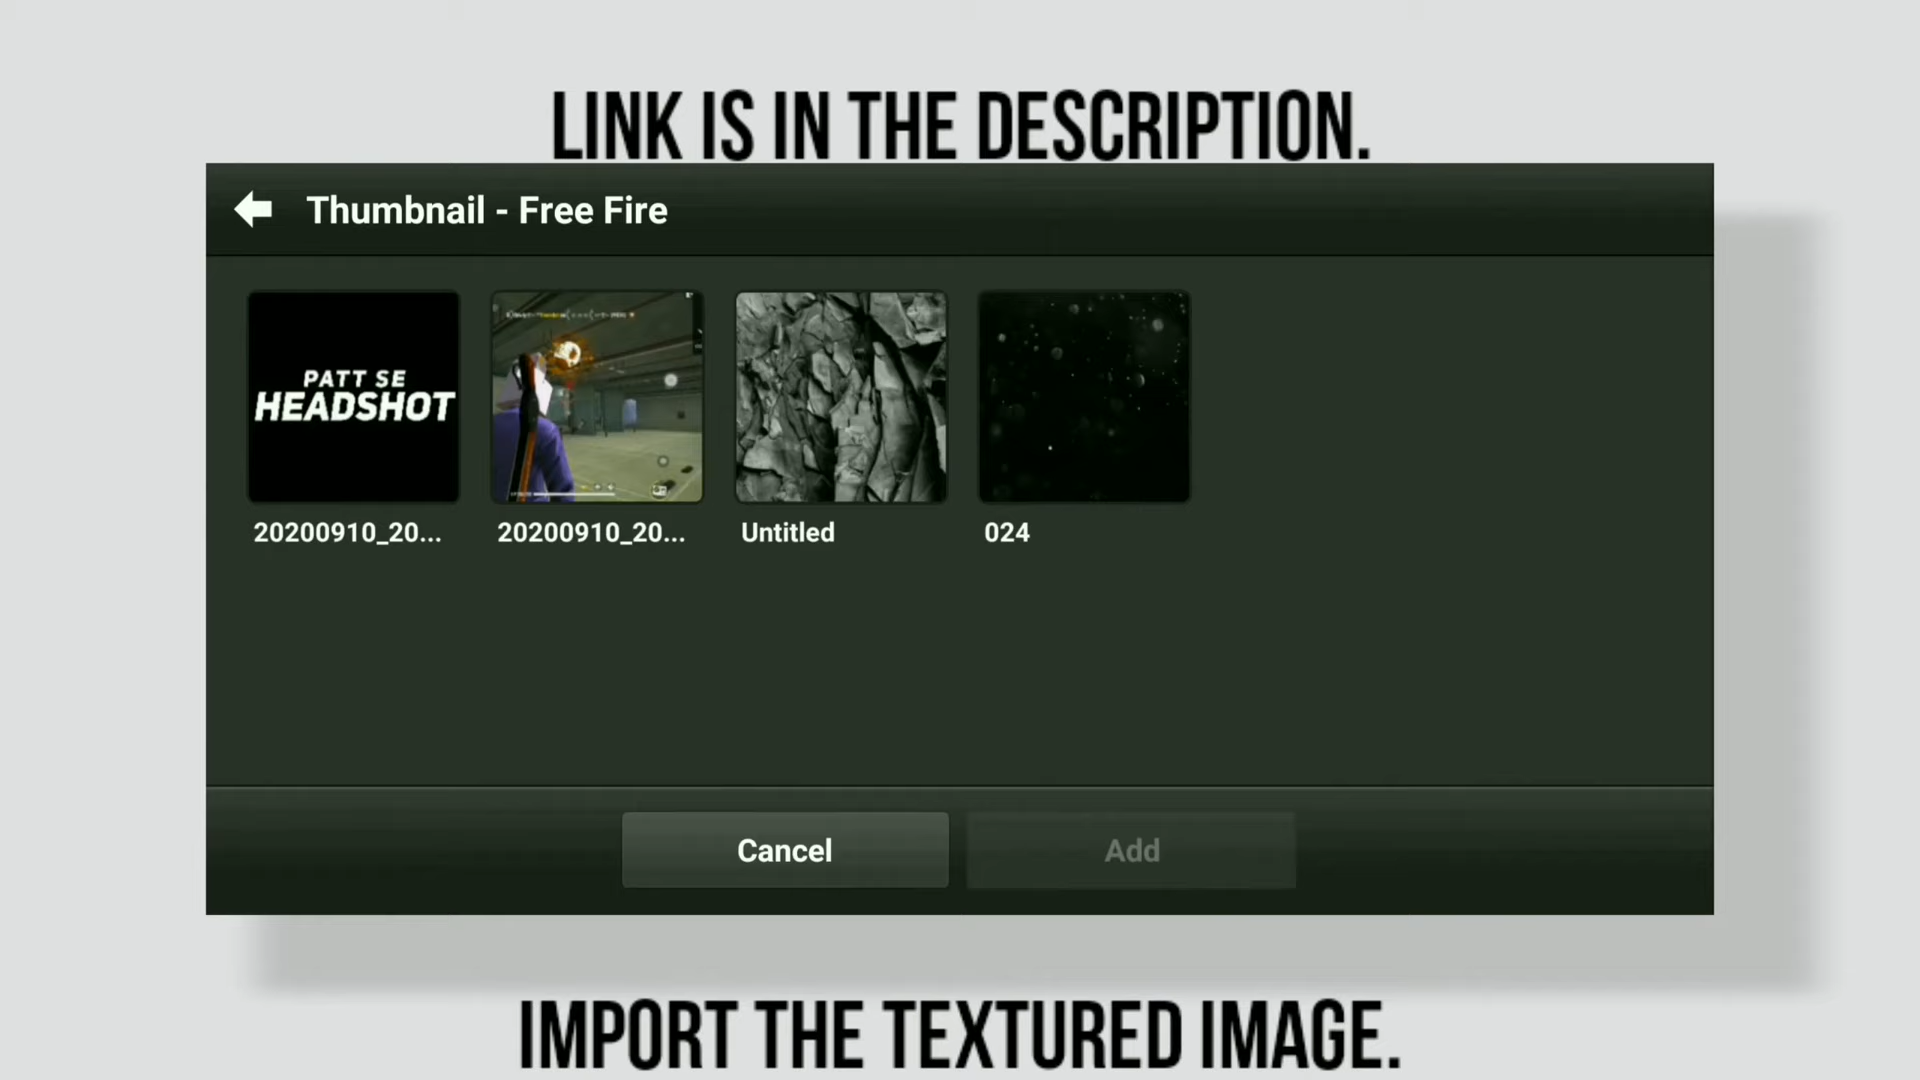 LINK IS IN THE DESCRIPTION.
Thumbnail - Free Fire
PATT SE
HEADSHOT
20200910_20...
20200910_20...
Untitled
024
Cancel
Add
IMPORT THE TEXTURED IMAGE.